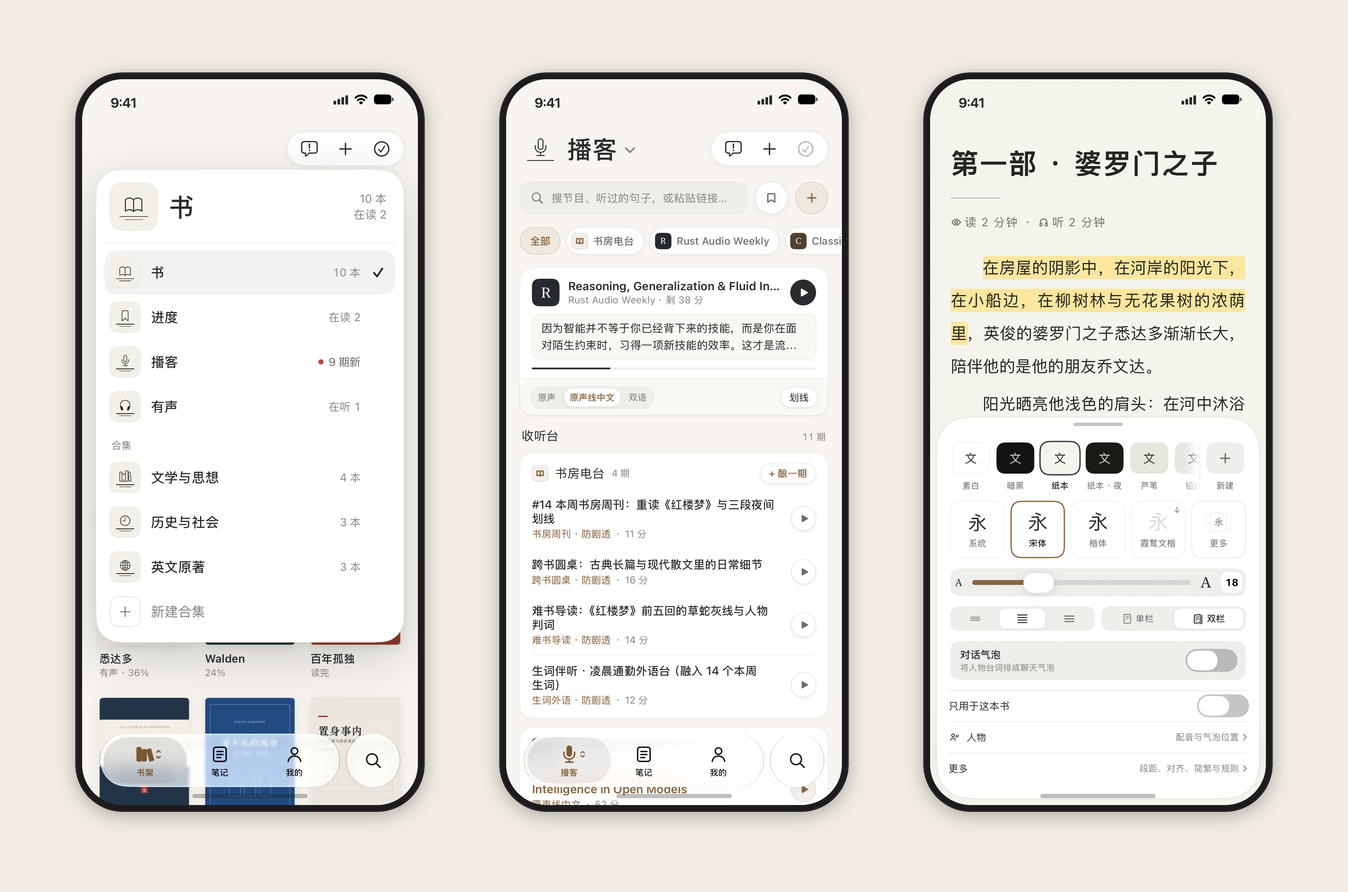 9:41
书
10 本
在读 2
书
10 本
进度
在读 2
播客
9 期新
有声
在听 1
合集
文学与思想
4 本
历史与社会
3 本
英文原著
3 本
新建合集
悉达多
有声 · 36%
Walden
24%
百年孤独
读完
置身事内
书架
笔记
我的
9:41
播客
搜节目、听过的句子，或粘贴链接...
全部
书房电台
R
Rust Audio Weekly
C
Classi
R
Reasoning, Generalization & Fluid In...
Rust Audio Weekly · 剩 38 分
因为智能并不等于你已经背下来的技能，而是你在面
对陌生约束时，习得一项新技能的效率。这才是流...
原声
原声线中文
双语
划线
收听台
11 期
书房电台
4 期
+ 酿一期
#14 本周书房周刊：重读《红楼梦》与三段夜间
划线
书房周刊 · 防剧透 · 11 分
跨书圆桌：古典长篇与现代散文里的日常细节
跨书圆桌 · 防剧透 · 16 分
难书导读：《红楼梦》前五回的草蛇灰线与人物
判词
难书导读 · 防剧透 · 14 分
生词伴听 · 凌晨通勤外语台（融入 14 个本周
生词）
生词外语 · 防剧透 · 12 分
播客
笔记
我的
Intelligence in Open Models
原声线中文 · 52 分
9:41
第一部 · 婆罗门之子
读 2 分钟 · 听 2 分钟
在房屋的阴影中，在河岸的阳光下，
在小船边，在柳树林与无花果树的浓荫
里，英俊的婆罗门之子悉达多渐渐长大，
陪伴他的是他的朋友乔文达。
阳光晒亮他浅色的肩头：在河中沐浴
文
文
文
文
文
文
素白
暗黑
纸本
纸本 · 夜
芦苇
新建
永
永
永
永
永
系统
宋体
楷体
霞鹜文楷
更多
A
A
18
单栏
双栏
对话气泡
将人物台词排成聊天气泡
只用于这本书
人物
配音与气泡位置
更多
段距、对齐、简繁与规则